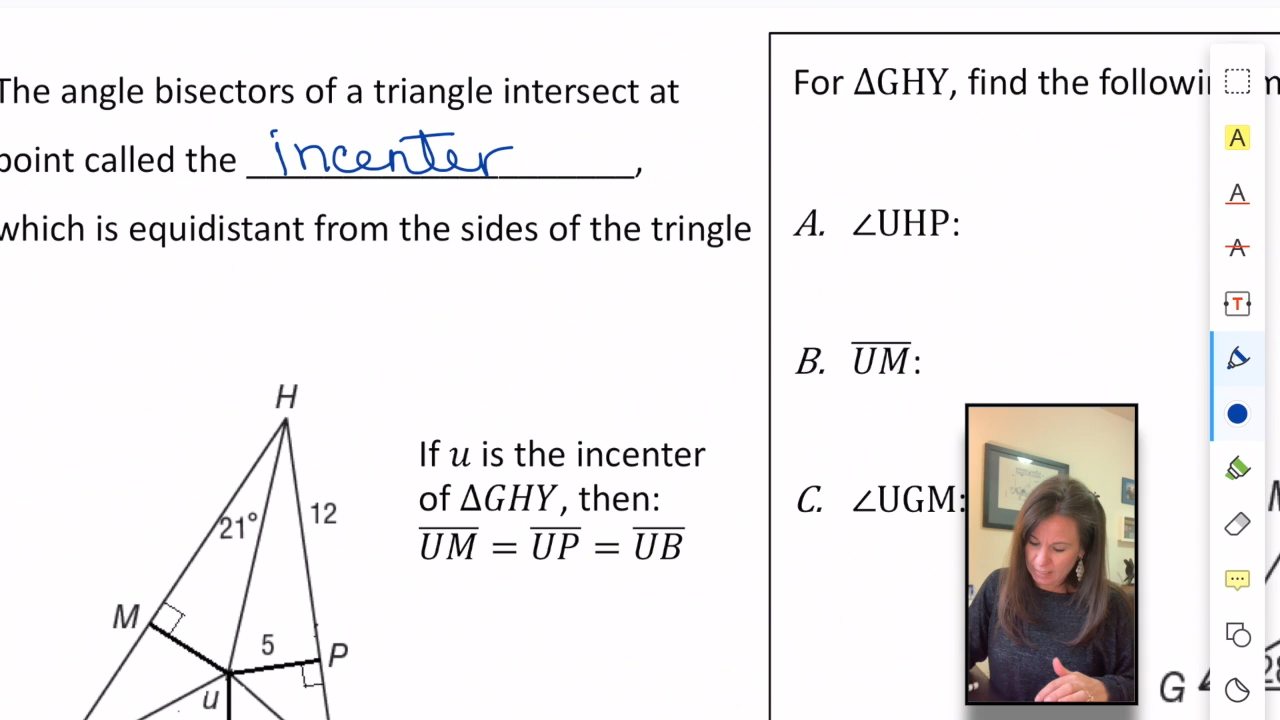 The angle bisectors of a triangle intersect at
point called the incenter,
which is equidistant from the sides of the tringle
H
21°
12
M
5
P
u
If u is the incenter
of ΔGHY, then:
UM = UP = UB
For ΔGHY, find the following
A. ∠UHP:
B. UM:
C. ∠UGM:
G
28
A
A
A
T